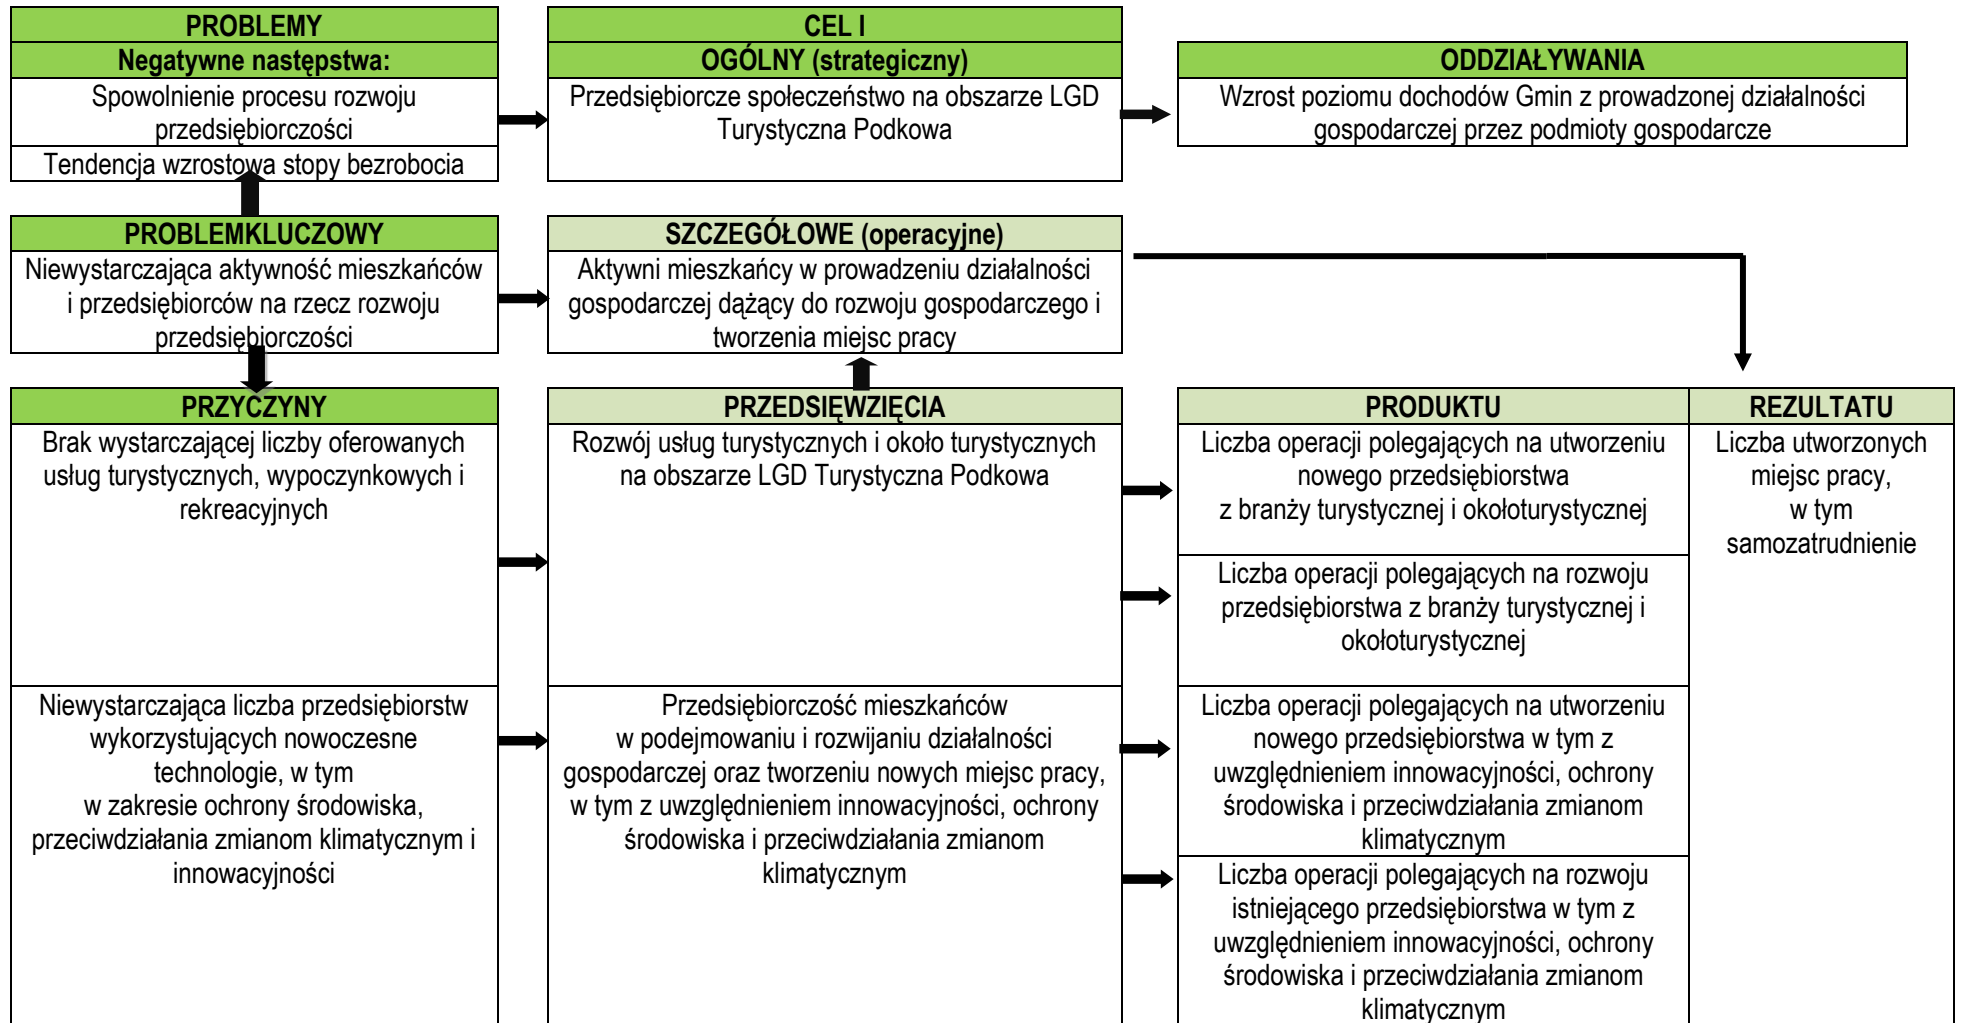 PROBLEMY
Negatywne następstwa:
Spowolnienie procesu rozwoju
przedsiębiorczości
Tendencja wzrostowa stopy bezrobocia
CEL I
OGÓLNY (strategiczny)
Przedsiębiorcze społeczeństwo na obszarze LGD
Turystyczna Podkowa
ODDZIAŁYWANIA
Wzrost poziomu dochodów Gmin z prowadzonej działalności
gospodarczej przez podmioty gospodarcze
PROBLEMKLUCZOWY
Niewystarczająca aktywność mieszkańców
i przedsiębiorców na rzecz rozwoju
przedsiębiorczości
SZCZEGÓŁOWE (operacyjne)
Aktywni mieszkańcy w prowadzeniu działalności
gospodarczej dążący do rozwoju gospodarczego i
tworzenia miejsc pracy
PRZYCZYNY
Brak wystarczającej liczby oferowanych
usług turystycznych, wypoczynkowych i
rekreacyjnych
Niewystarczająca liczba przedsiębiorstw
wykorzystujących nowoczesne
technologie, w tym
w zakresie ochrony środowiska,
przeciwdziałania zmianom klimatycznym i
innowacyjności
PRZEDSIĘWZIĘCIA
Rozwój usług turystycznych i około turystycznych
na obszarze LGD Turystyczna Podkowa
Przedsiębiorczość mieszkańców
w podejmowaniu i rozwijaniu działalności
gospodarczej oraz tworzeniu nowych miejsc pracy,
w tym z uwzględnieniem innowacyjności, ochrony
środowiska i przeciwdziałania zmianom
klimatycznym
PRODUKTU
Liczba operacji polegających na utworzeniu
nowego przedsiębiorstwa
z branży turystycznej i okołoturystycznej
Liczba operacji polegających na rozwoju
przedsiębiorstwa z branży turystycznej i
okołoturystycznej
Liczba operacji polegających na utworzeniu
nowego przedsiębiorstwa w tym z
uwzględnieniem innowacyjności, ochrony
środowiska i przeciwdziałania zmianom
klimatycznym
Liczba operacji polegających na rozwoju
istniejącego przedsiębiorstwa w tym z
uwzględnieniem innowacyjności, ochrony
środowiska i przeciwdziałania zmianom
klimatycznym
REZULTATU
Liczba utworzonych
miejsc pracy,
w tym
samozatrudnienie